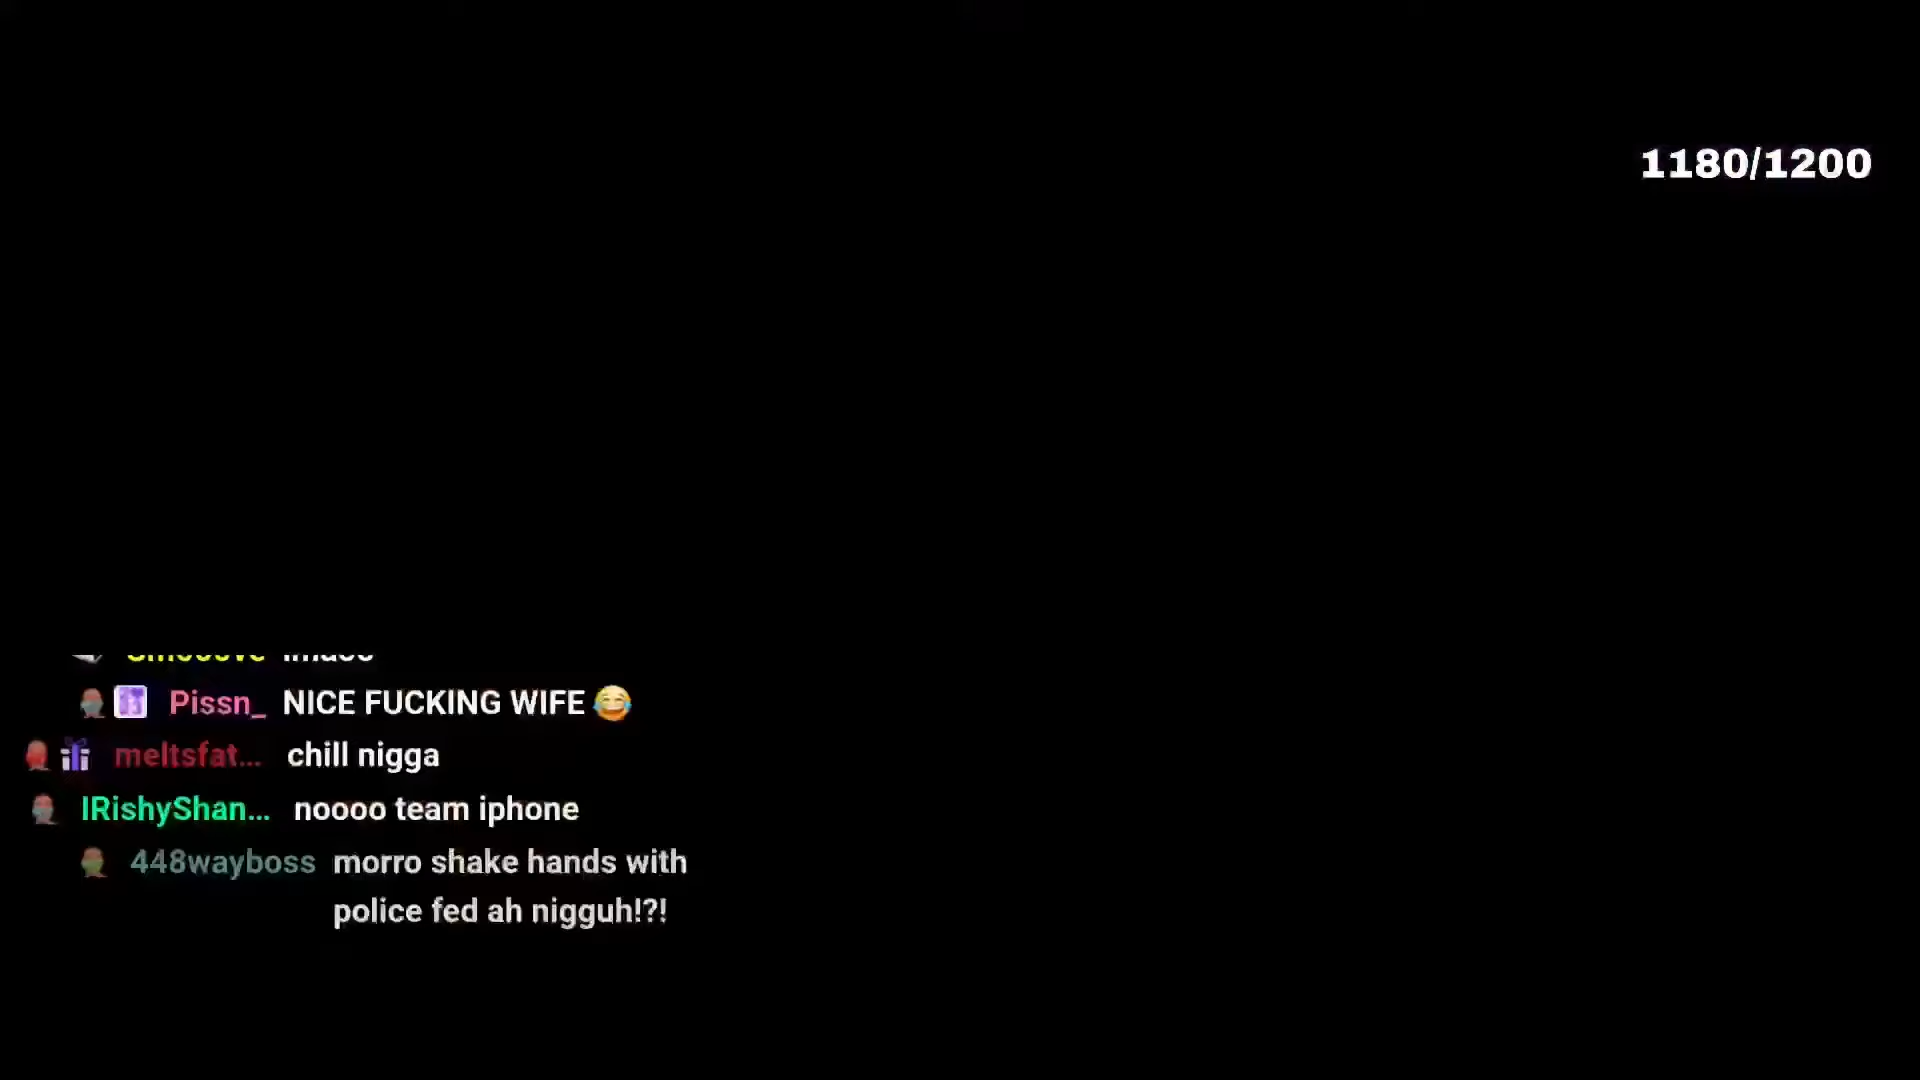 1180/1200
Pissn_ NICE FUCKING WIFE 😂
meltsfat... chill nigga
IRishyShan... noooo team iphone
448wayboss morro shake hands with
police fed ah nigguh!?!